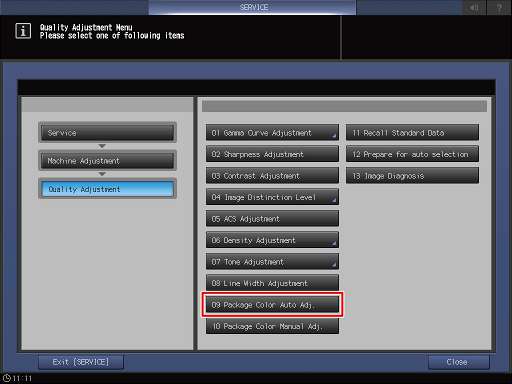 SERVICE
?
i
Quality Adjustment Menu
Please select one of following items
Service
Machine Adjustment
Quality Adjustment
01 Gamma Curve Adjustment
02 Sharpness Adjustment
03 Contrast Adjustment
04 Image Distinction Level
05 ACS Adjustment
06 Density Adjustment
07 Tone Adjustment
08 Line Width Adjustment
09 Package Color Auto Adj.
10 Package Color Manual Adj.
11 Recall Standard Data
12 Prepare for auto selection
13 Image Diagnosis
Exit [SERVICE]
Close
11:11